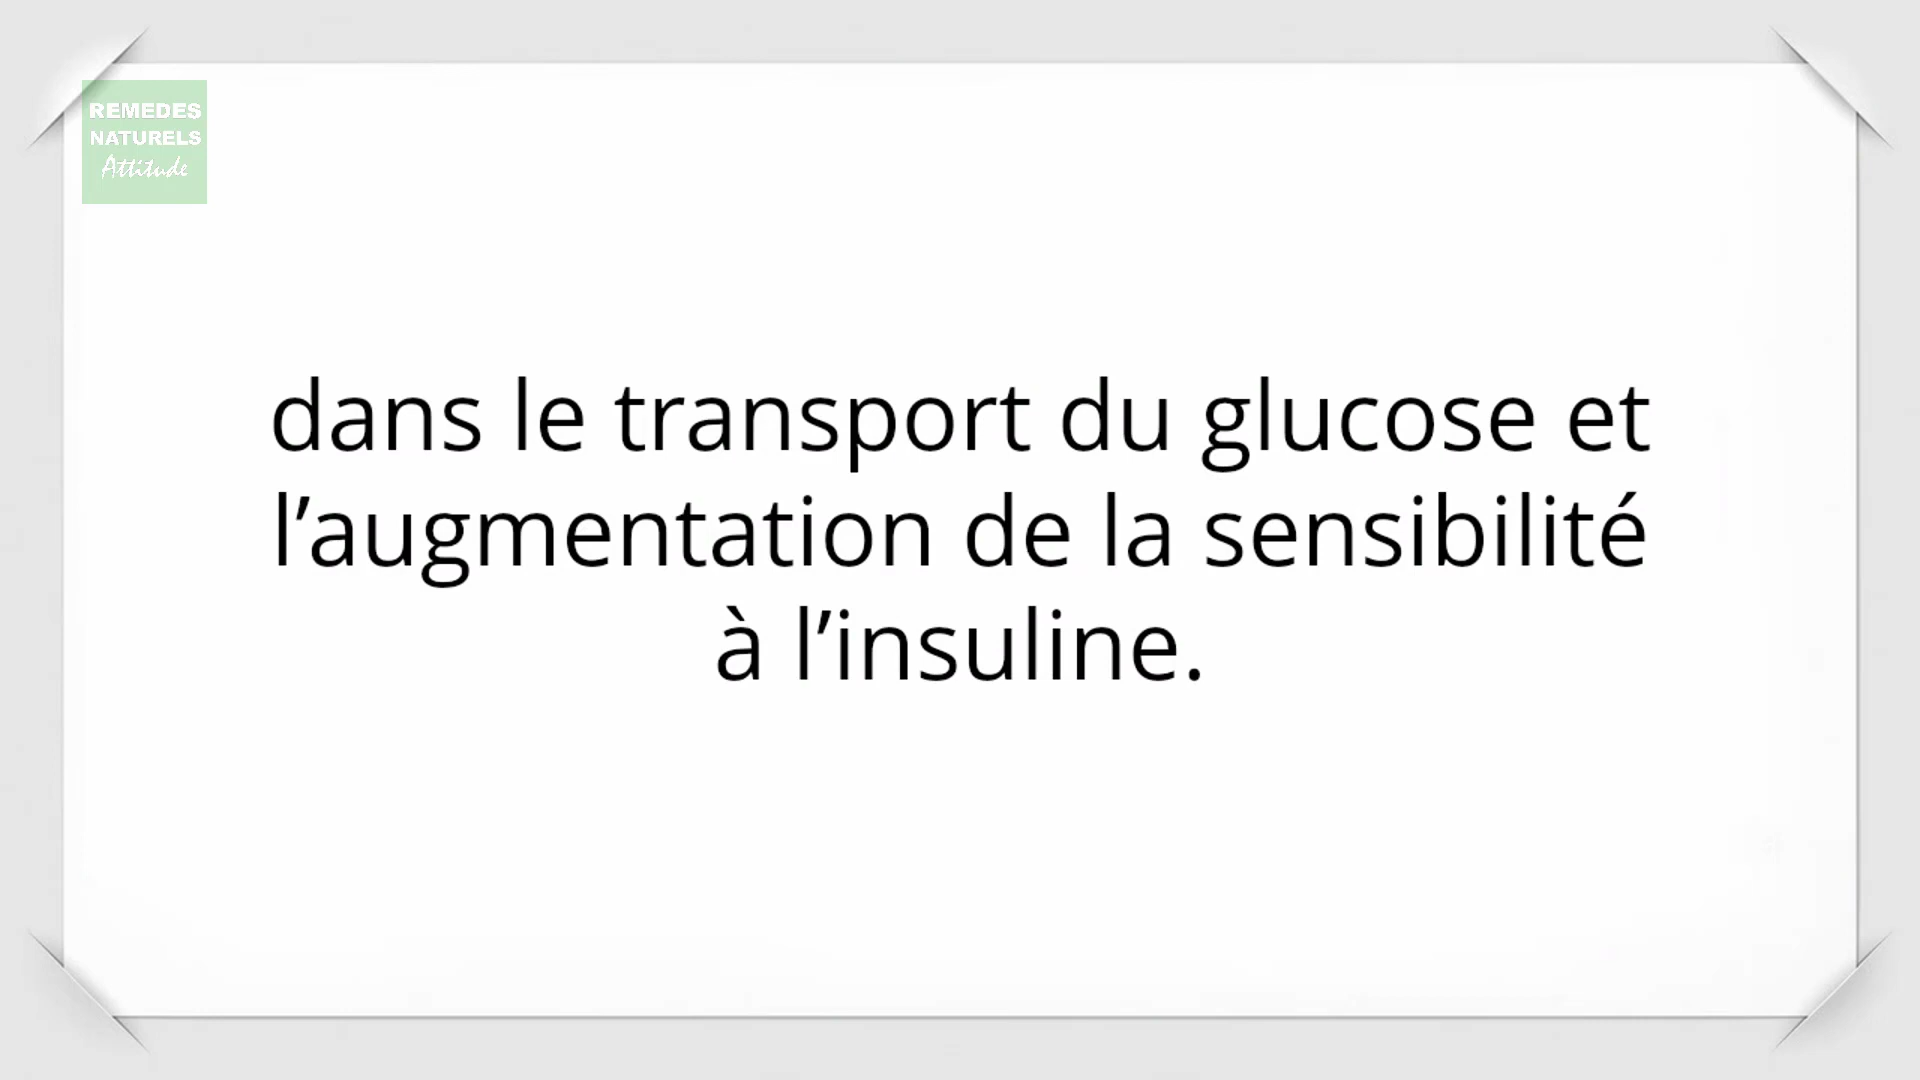 REMEDES
NATURELS
Attitude
dans le transport du glucose et
l’augmentation de la sensibilité
à l’insuline.